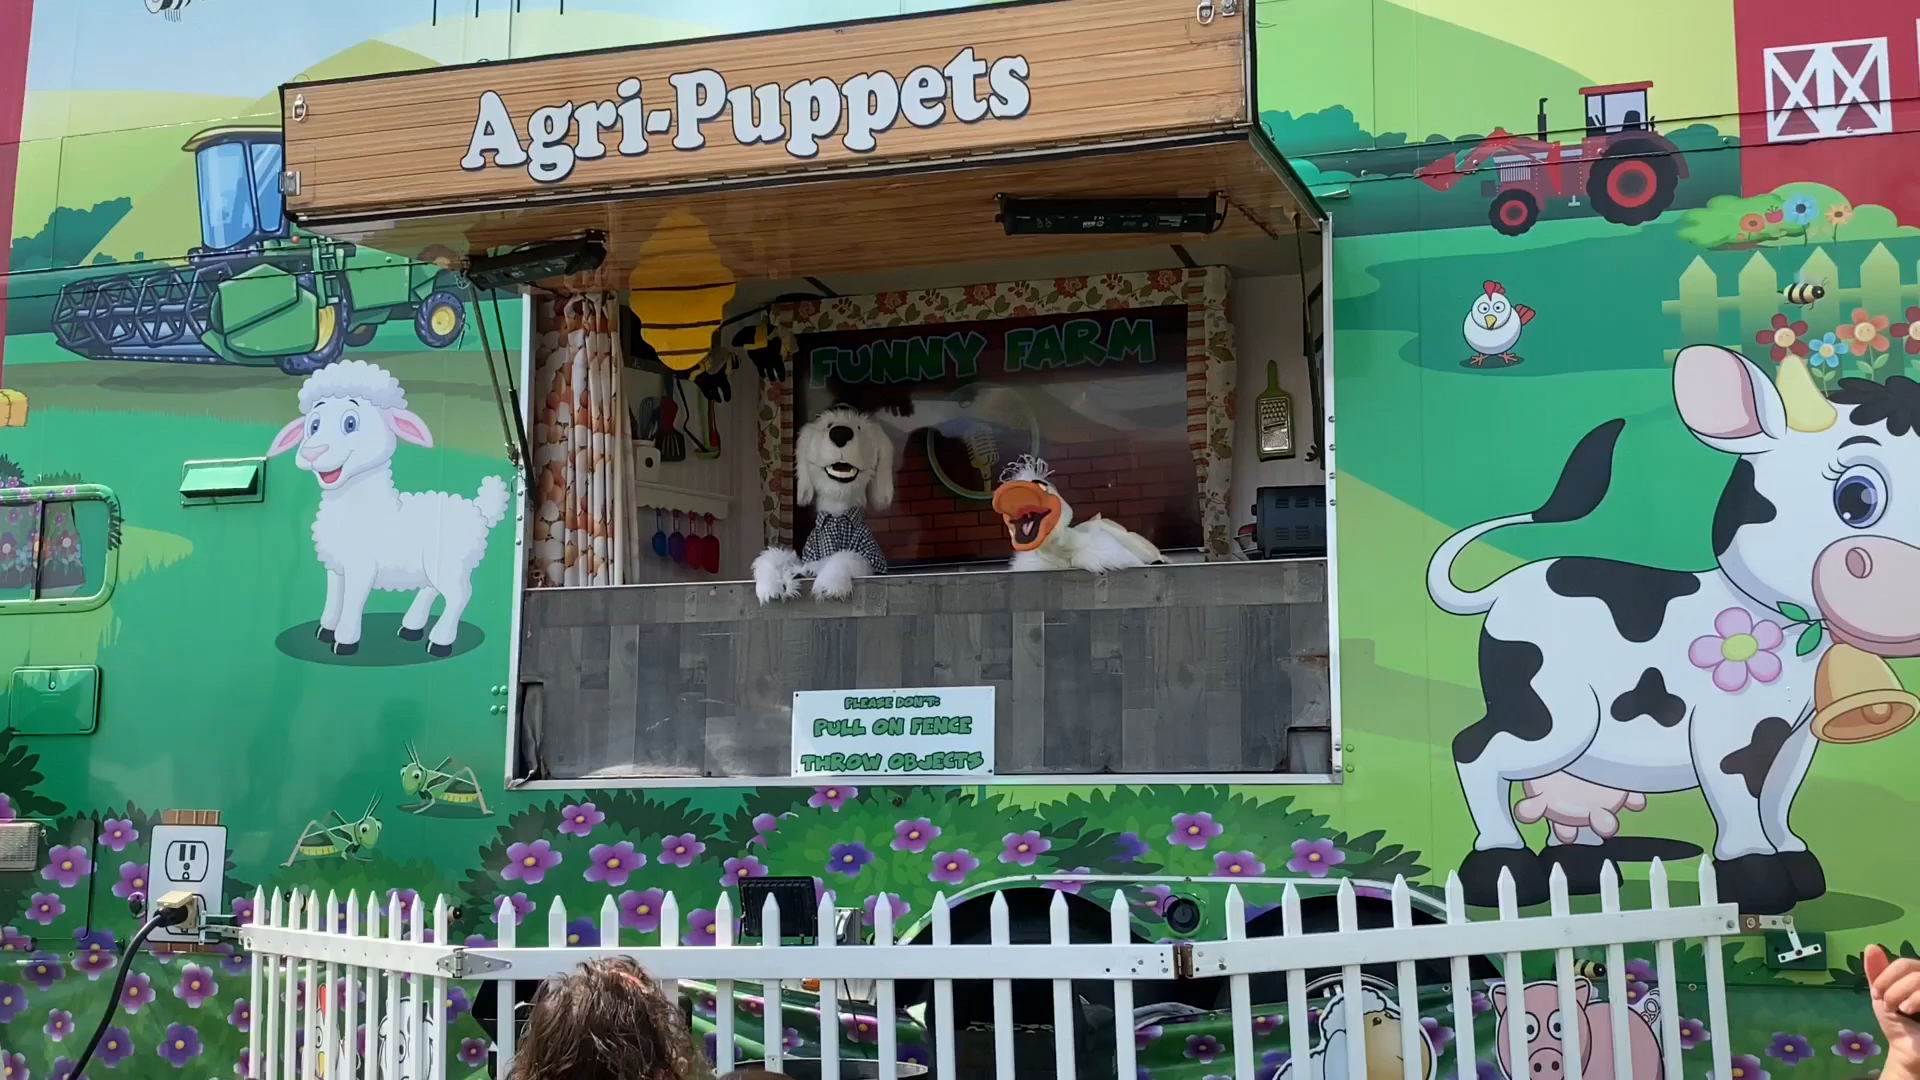 Agri-Puppets
FUNNY FARM
PLEASE DON'T:
PULL ON FENCE
THROW OBJECTS